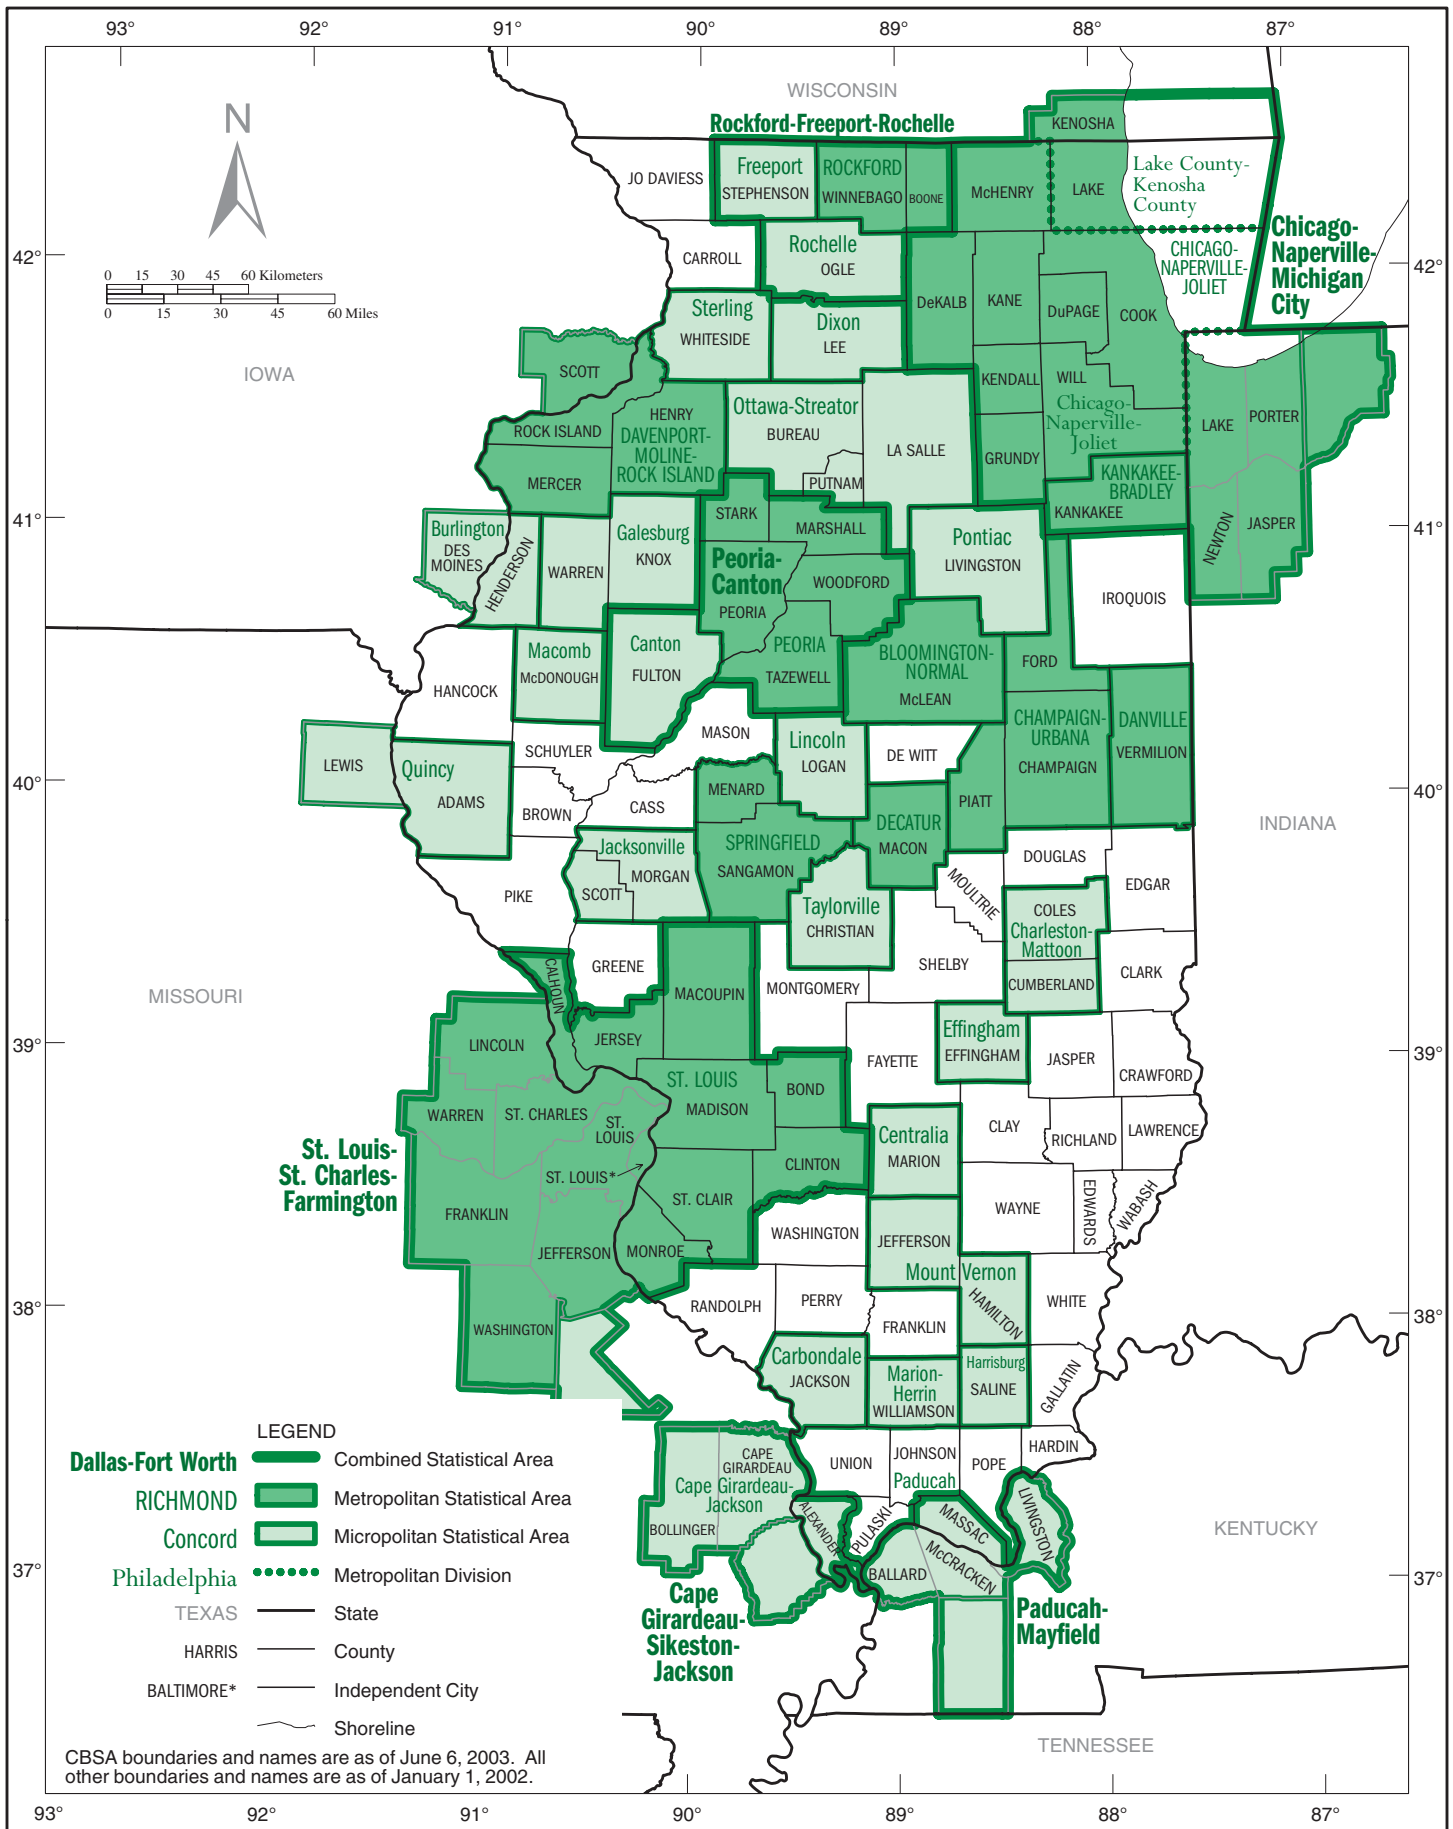 93°
92°
91°
90°
89°
88°
87°
WISCONSIN
Rockford-Freeport-Rochelle
KENOSHA
N
JO DAVIESS
Freeport
STEPHENSON
ROCKFORD
WINNEBAGO
BOONE
McHENRY
LAKE
Lake County-
Kenosha
County
CARROLL
Rochelle
OGLE
CHICAGO-
NAPERVILLE-
JOLIET
Chicago-
Naperville-
Michigan
City
42°
42°
0 15 30 45 60 Kilometers
0 15 30 45 60 Miles
Sterling
WHITESIDE
Dixon
LEE
DeKALB
KANE
DuPAGE
COOK
IOWA
SCOTT
KENDALL
WILL
Chicago-
Naperville-
Joliet
LAKE
PORTER
ROCK ISLAND
HENRY
DAVENPORT-
MOLINE-
ROCK ISLAND
Ottawa-Streator
BUREAU
LA SALLE
GRUNDY
MERCER
PUTNAM
KANKAKEE-
BRADLEY
KANKAKEE
41°
41°
Burlington
DES
MOINES
HENDERSON
WARREN
Galesburg
KNOX
STARK
MARSHALL
Pontiac
LIVINGSTON
NEWTON
JASPER
Peoria-
Canton
PEORIA
WOODFORD
IROQUOIS
Macomb
McDONOUGH
Canton
FULTON
PEORIA
TAZEWELL
BLOOMINGTON-
NORMAL
McLEAN
FORD
HANCOCK
MASON
CHAMPAIGN-
URBANA
CHAMPAIGN
DANVILLE
VERMILION
SCHUYLER
Lincoln
LOGAN
DE WITT
LEWIS
Quincy
ADAMS
40°
40°
BROWN
CASS
MENARD
PIATT
INDIANA
Jacksonville
MORGAN
SCOTT
SPRINGFIELD
SANGAMON
DECATUR
MACON
DOUGLAS
PIKE
MOULTRIE
EDGAR
Taylorville
CHRISTIAN
COLES
Charleston-
Mattoon
CUMBERLAND
SHELBY
CLARK
MISSOURI
CALHOUN
GREENE
MACOUPIN
MONTGOMERY
39°
39°
LINCOLN
JERSEY
Effingham
EFFINGHAM
FAYETTE
JASPER
CRAWFORD
WARREN
ST. CHARLES
ST.
LOUIS
ST. LOUIS
MADISON
BOND
CLAY
RICHLAND
LAWRENCE
St. Louis-
St. Charles-
Farmington
ST. LOUIS*
CLINTON
Centralia
MARION
FRANKLIN
ST. CLAIR
WAYNE
EDWARDS
WABASH
JEFFERSON
MONROE
WASHINGTON
JEFFERSON
Mount Vernon
HAMILTON
WHITE
38°
38°
WASHINGTON
RANDOLPH
PERRY
FRANKLIN
Carbondale
JACKSON
Marion-
Herrin
WILLIAMSON
Harrisburg
SALINE
GALLATIN
CAPE
GIRARDEAU
Cape Girardeau-
Jackson
BOLLINGER
UNION
JOHNSON
POPE
HARDIN
Paducah
ALEXANDER
PULASKI
MASSAC
LIVINGSTON
BALLARD
McCRACKEN
KENTUCKY
37°
37°
Cape
Girardeau-
Sikeston-
Jackson
Paducah-
Mayfield
TENNESSEE
LEGEND
Dallas-Fort Worth Combined Statistical Area
RICHMOND Metropolitan Statistical Area
Concord Micropolitan Statistical Area
Philadelphia Metropolitan Division
TEXAS State
HARRIS County
BALTIMORE* Independent City
Shoreline
CBSA boundaries and names are as of June 6, 2003. All
other boundaries and names are as of January 1, 2002.
93°
92°
91°
90°
89°
88°
87°